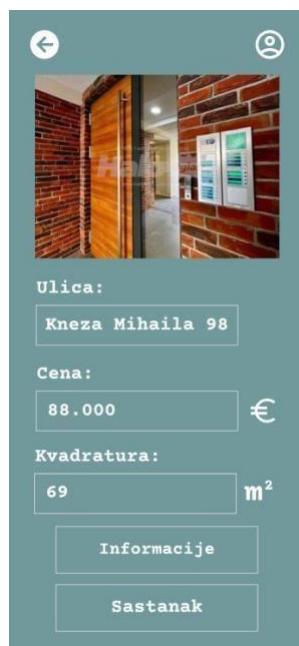 Ulica:
Kneza Mihaila 98
Cena:
88.000 €
Kvadratura:
69 m²
Informacije
Sastanak